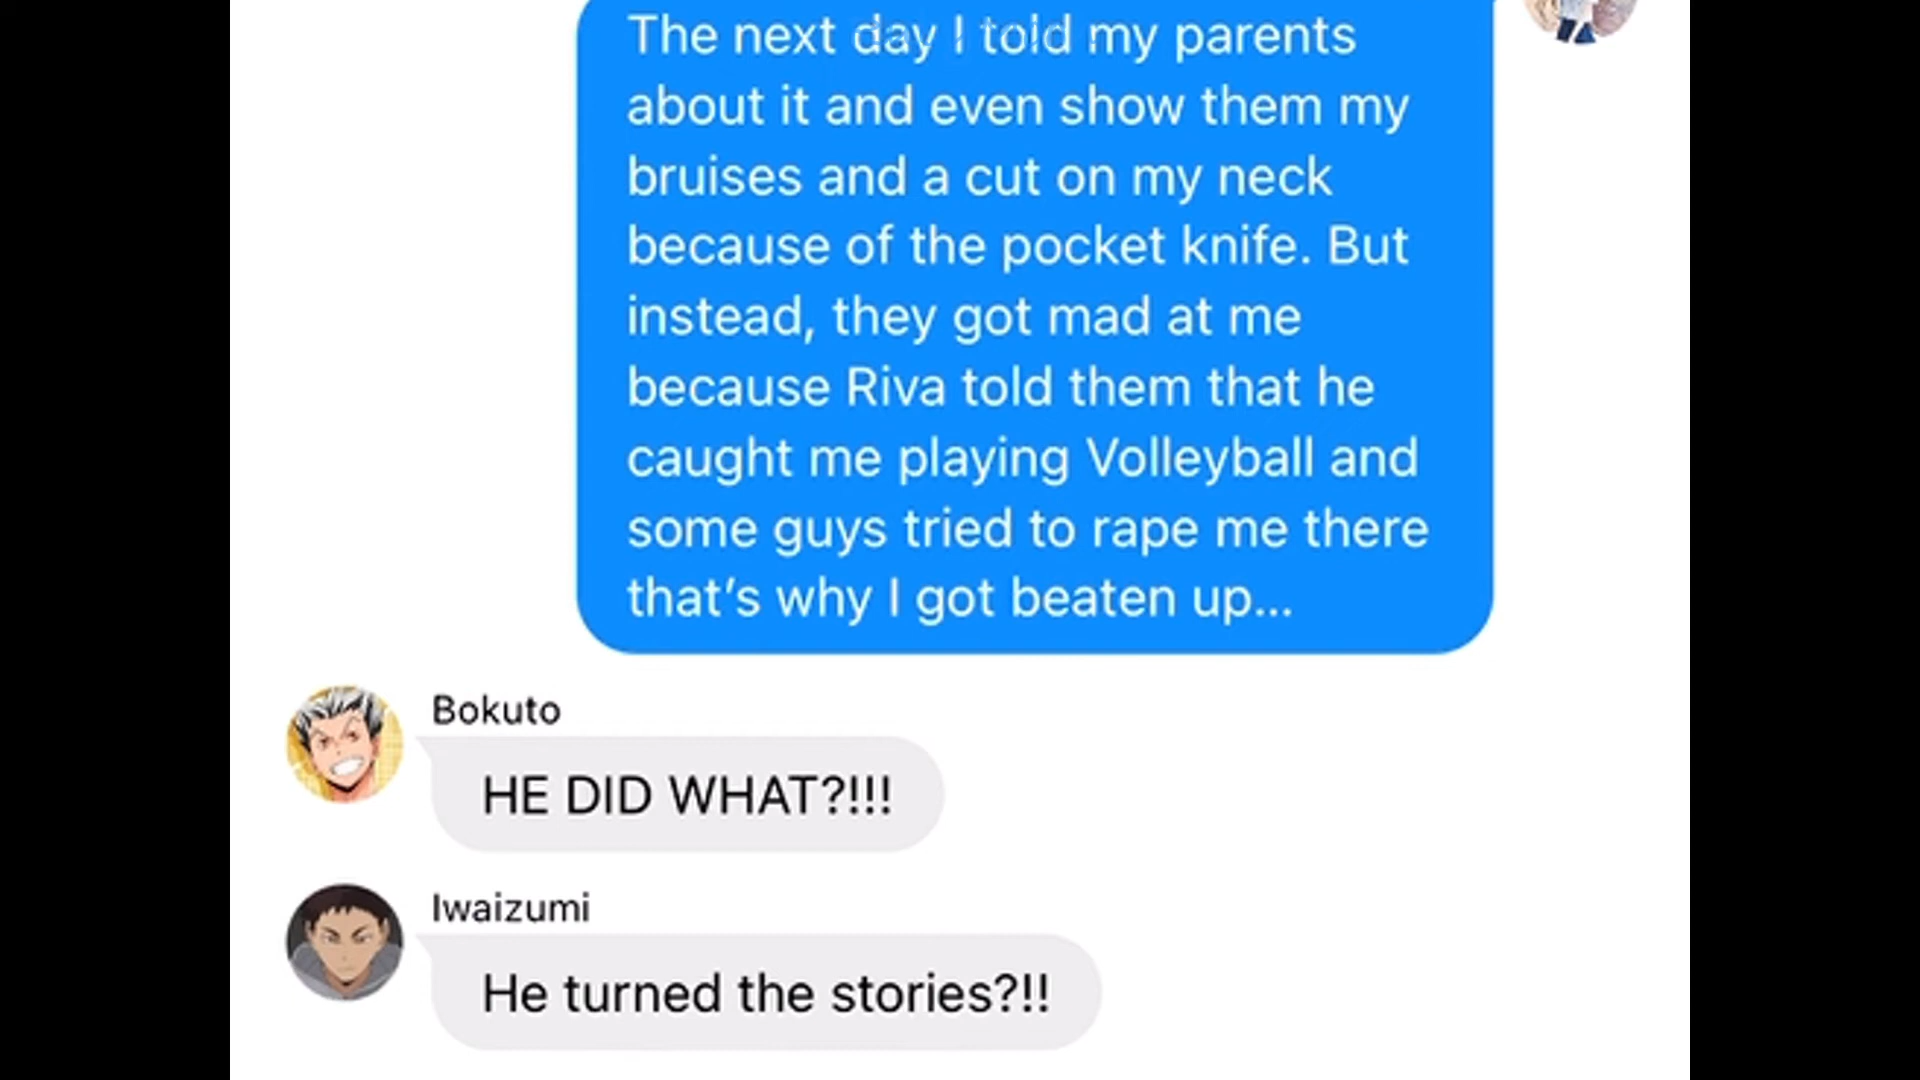 The next day I told my parents
about it and even show them my
bruises and a cut on my neck
because of the pocket knife. But
instead, they got mad at me
because Riva told them that he
caught me playing Volleyball and
some guys tried to rape me there
that's why I got beaten up...
Bokuto
HE DID WHAT?!!!
Iwaizumi
He turned the stories?!!